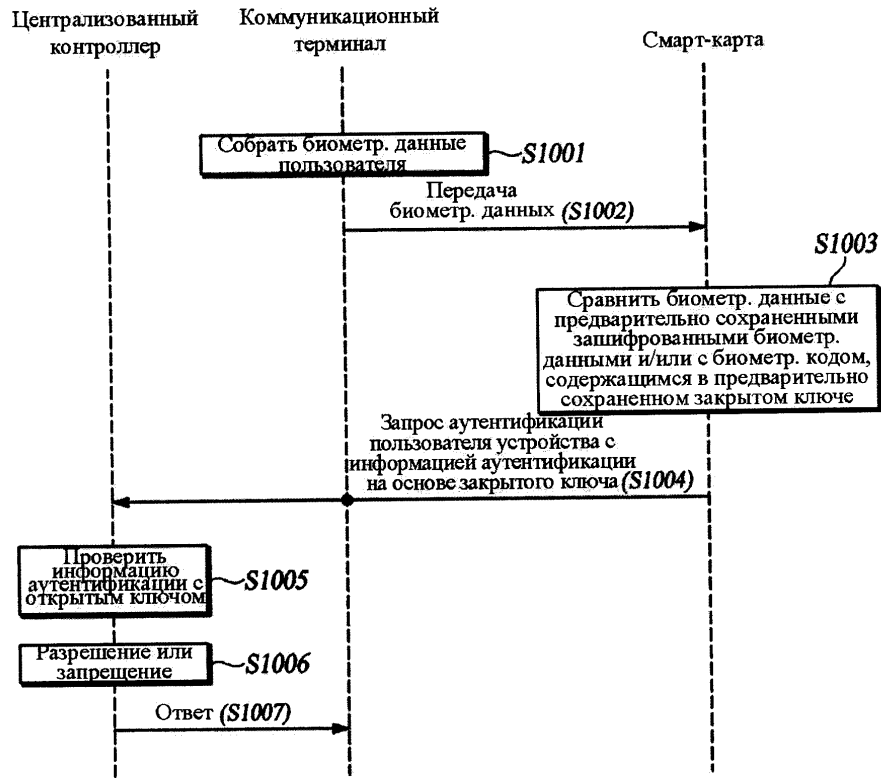 Централизованный
контроллер
Коммуникационный
терминал
Смарт-карта
Собрать биометр. данные
пользователя
S1001
Передача
биометр. данных (S1002)
S1003
Сравнить биометр. данные с
предварительно сохраненными
зашифрованными биометр.
данными и/или с биометр. кодом,
содержащимся в предварительно
сохраненном закрытом ключе
Запрос аутентификации
пользователя устройства с
информацией аутентификации
на основе закрытого ключа (S1004)
Проверить
информацию
аутентификации с
открытым ключом
S1005
Разрешение или
запрещение
S1006
Ответ (S1007)